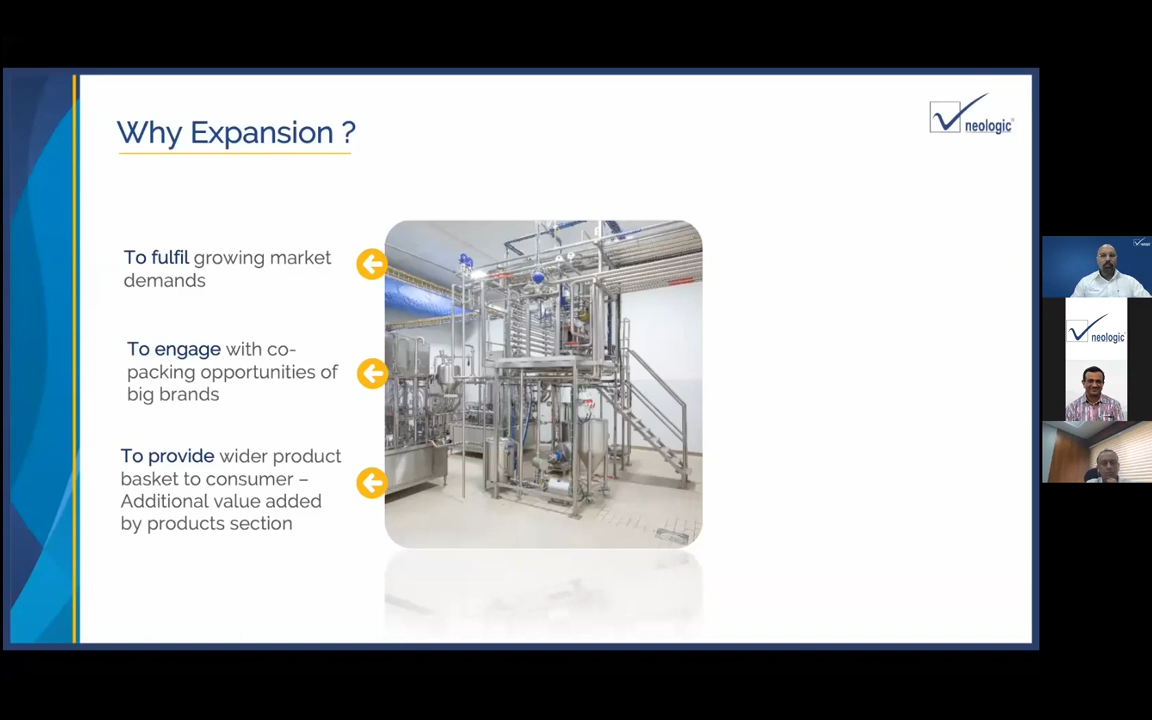 Why Expansion ?
neologic
To fulfil growing market
demands
To engage with co-
packing opportunities of
big brands
To provide wider product
basket to consumer –
Additional value added
by products section
neologic